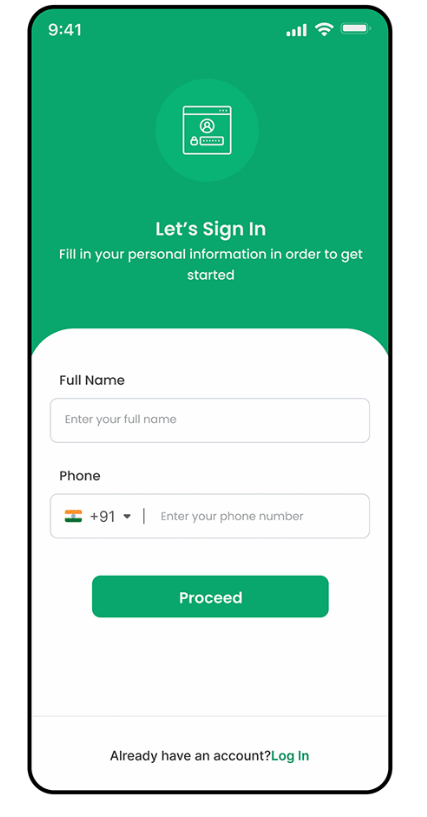 9:41
Let’s Sign In
Fill in your personal information in order to get
started
Full Name
Enter your full name
Phone
+91
Enter your phone number
Proceed
Already have an account?Log In